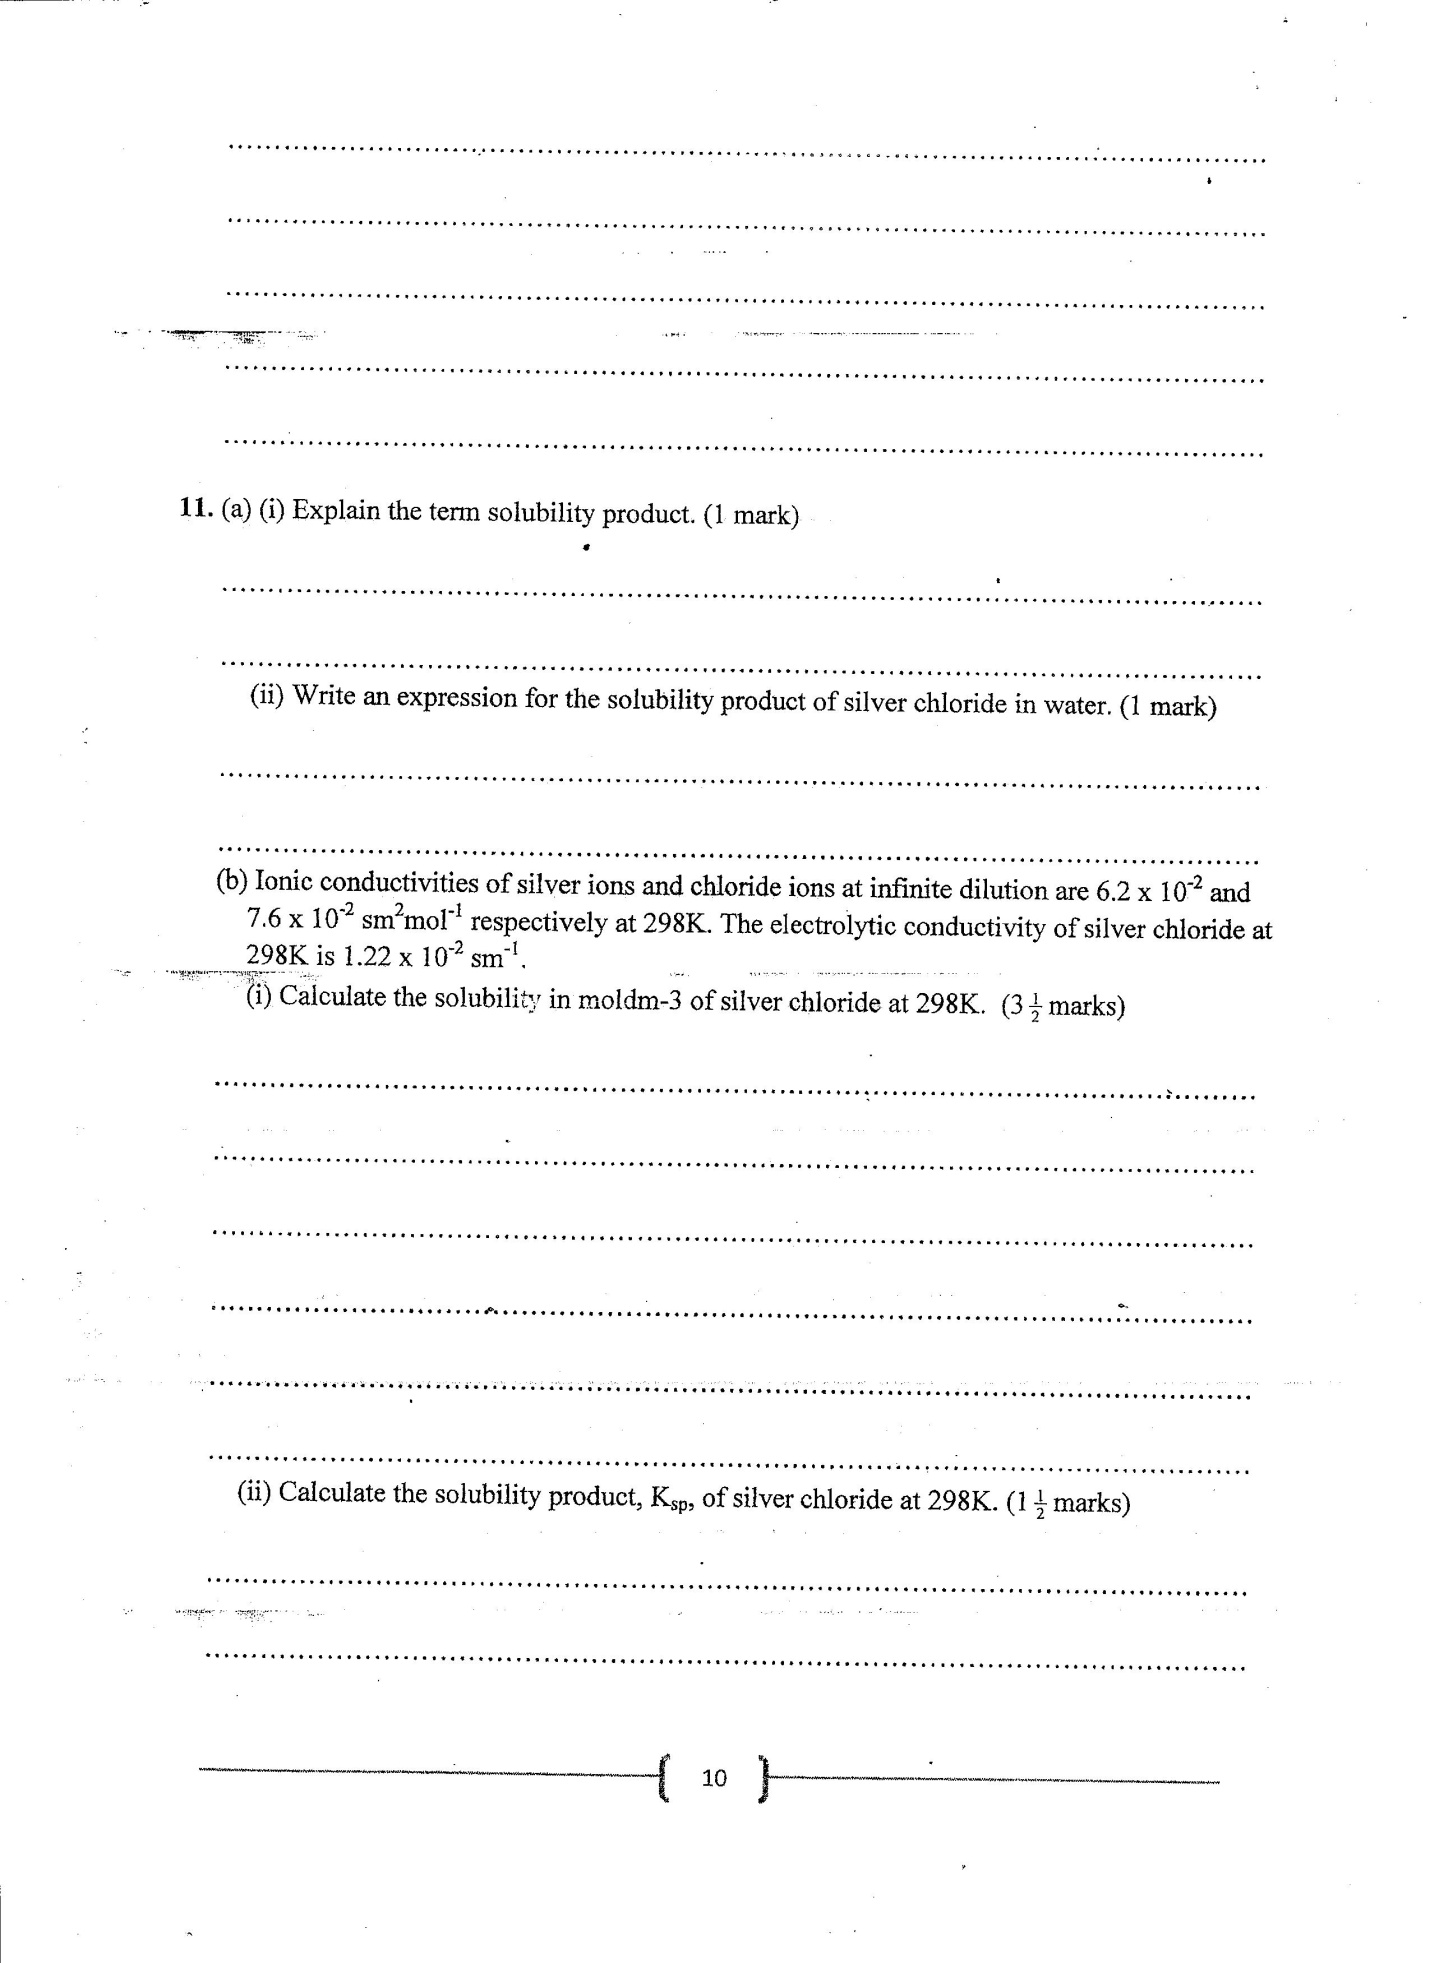 11. (a) (i) Explain the term solubility product. (1 mark)
(ii) Write an expression for the solubility product of silver chloride in water. (1 mark)
(b) Ionic conductivities of silver ions and chloride ions at infinite dilution are 6.2 x 10⁻² and
7.6 x 10⁻² sm²mol⁻¹ respectively at 298K. The electrolytic conductivity of silver chloride at
298K is 1.22 x 10⁻² sm⁻¹.
(i) Calculate the solubility in moldm-3 of silver chloride at 298K. (3 ½ marks)
(ii) Calculate the solubility product, Kₛₚ, of silver chloride at 298K. (1 ½ marks)
10